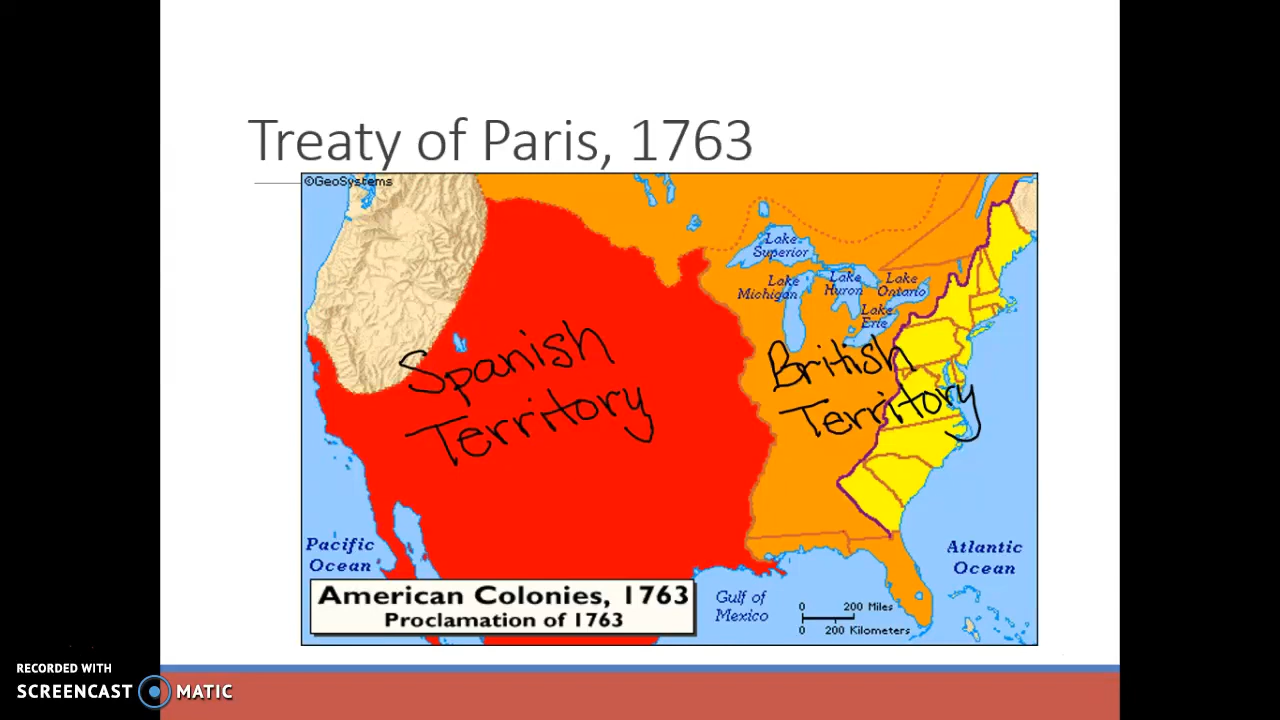 Treaty of Paris, 1763
©GeoSystems
Lake
Superior
Lake
Michigan
Lake
Huron
Lake
Ontario
Lake
Erie
Spanish
Territory
British
Territory
Pacific
Ocean
Atlantic
Ocean
Gulf of
Mexico
0 200 Miles
0 200 Kilometers
American Colonies, 1763
Proclamation of 1763
RECORDED WITH
SCREENCAST MATIC